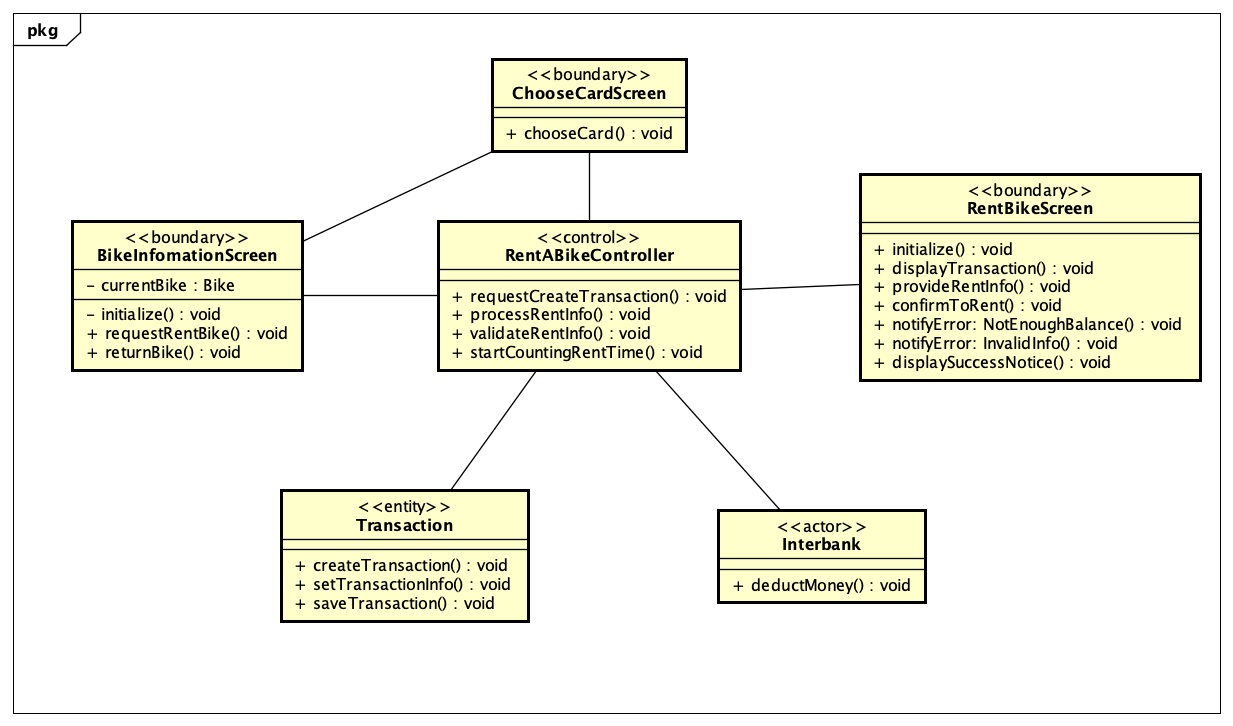 pkg
<<boundary>>
ChooseCardScreen
+ chooseCard() : void
<<boundary>>
BikeInfomationScreen
- currentBike : Bike
- initialize() : void
+ requestRentBike() : void
+ returnBike() : void
<<control>>
RentABikeController
+ requestCreateTransaction() : void
+ processRentInfo() : void
+ validateRentInfo() : void
+ startCountingRentTime() : void
<<boundary>>
RentBikeScreen
+ initialize() : void
+ displayTransaction() : void
+ provideRentInfo() : void
+ confirmToRent() : void
+ notifyError: NotEnoughBalance() : void
+ notifyError: InvalidInfo() : void
+ displaySuccessNotice() : void
<<entity>>
Transaction
+ createTransaction() : void
+ setTransactionInfo() : void
+ saveTransaction() : void
<<actor>>
Interbank
+ deductMoney() : void